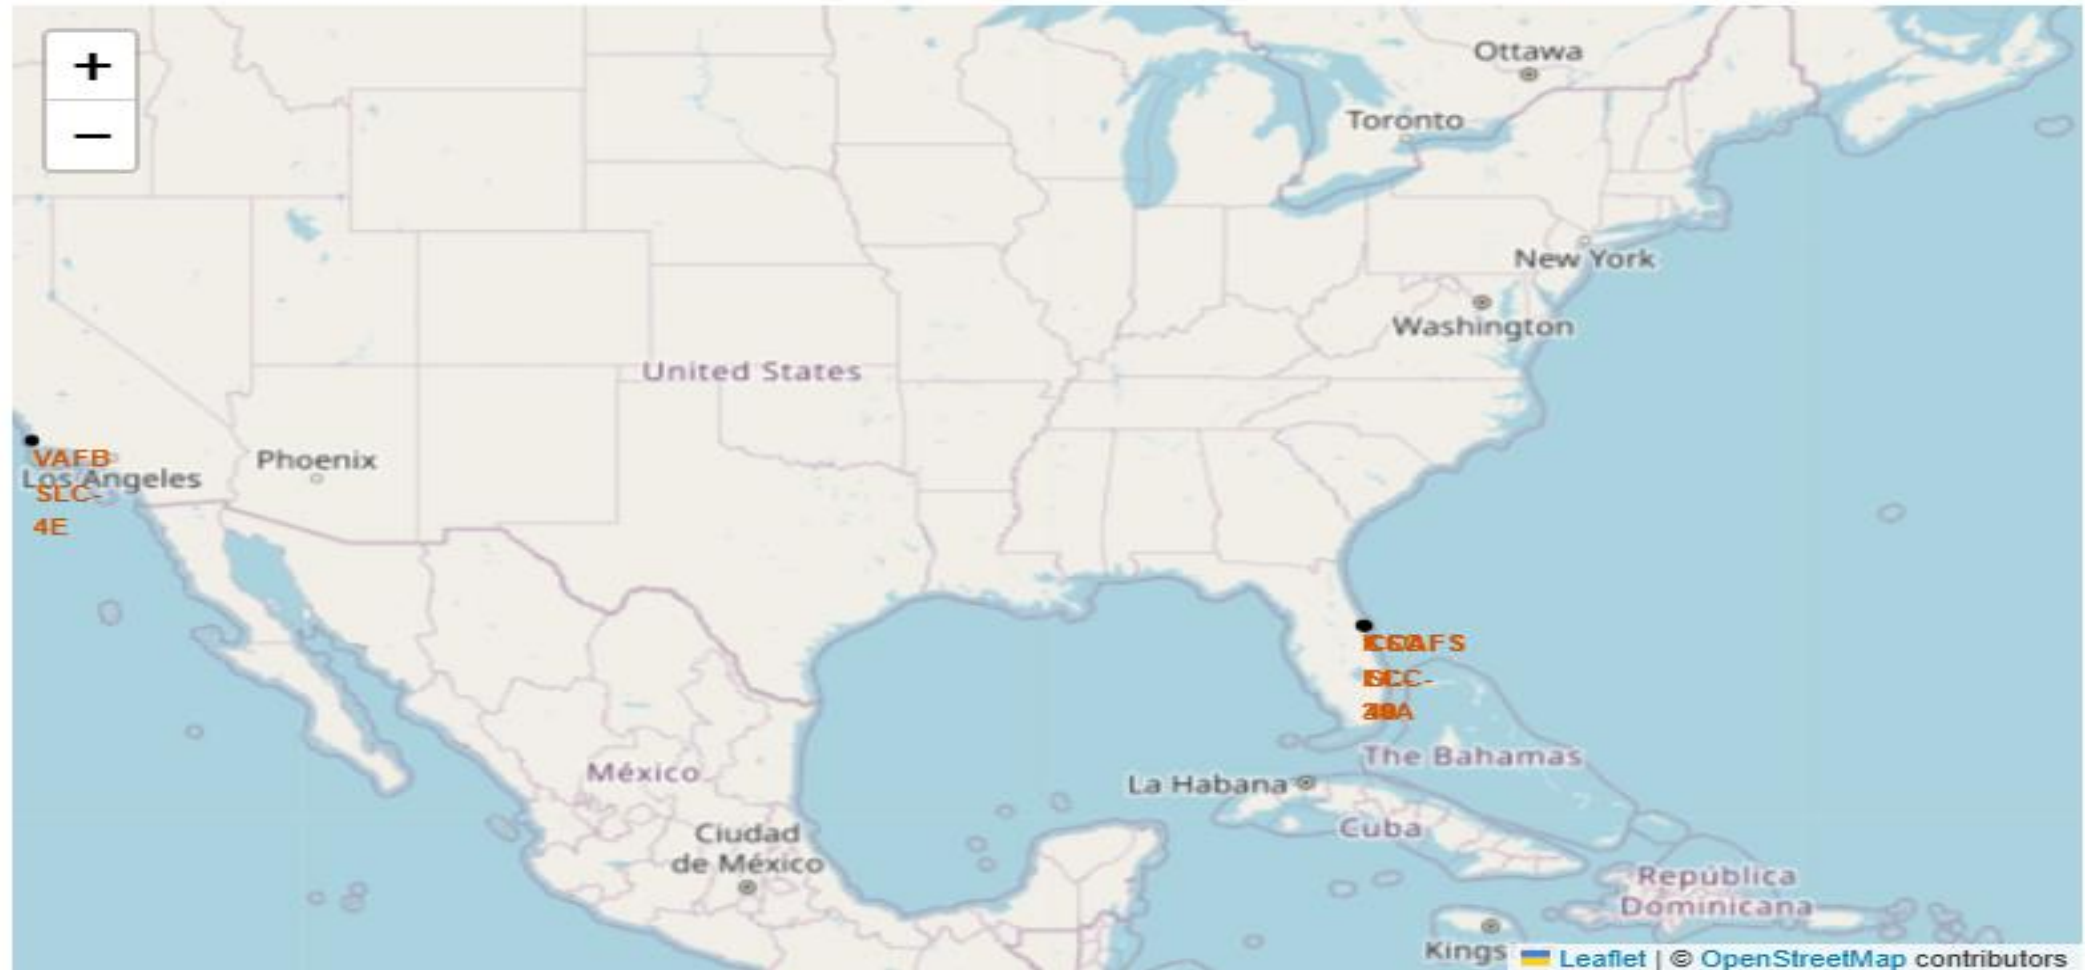 +
−
Ottawa
Toronto
New York
Washington
United States
VAFB
Los Angeles
SLC-
4E
Phoenix
The Bahamas
La Habana
México
Cuba
Ciudad
de México
República
Dominicana
Kings
Leaflet | © OpenStreetMap contributors